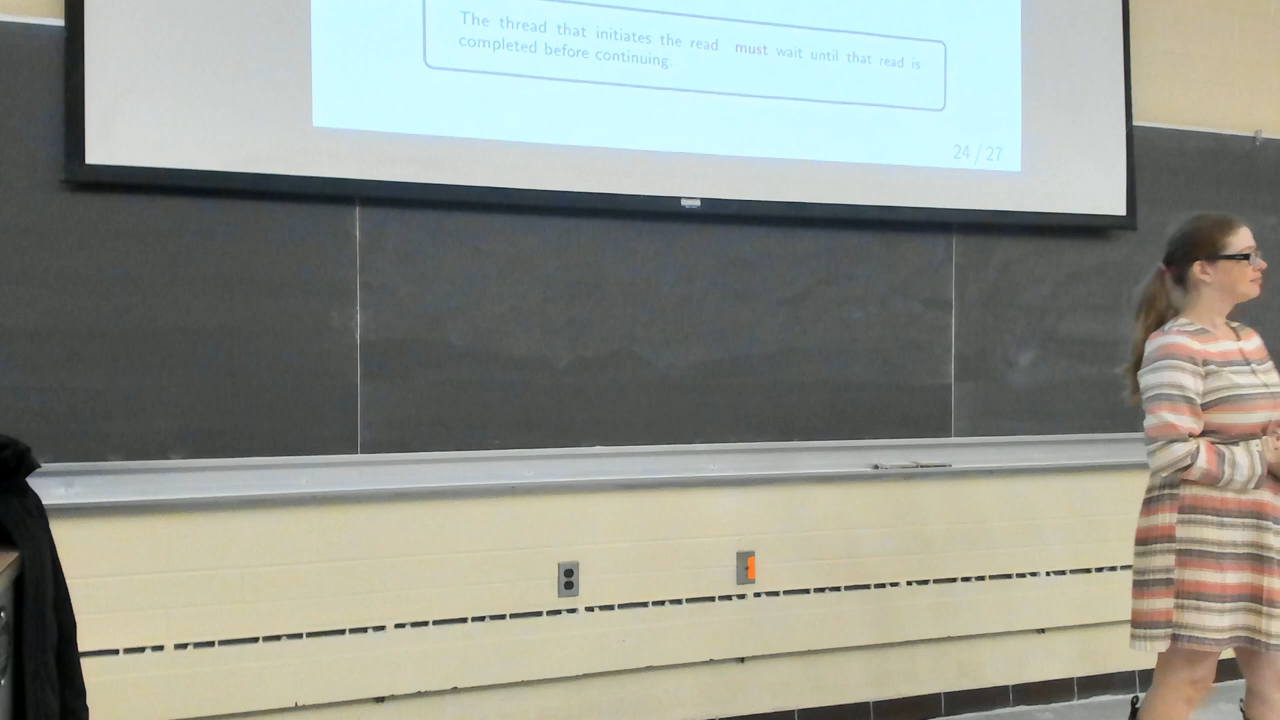 The thread that initiates the read must wait until that read is
completed before continuing.
24 / 27